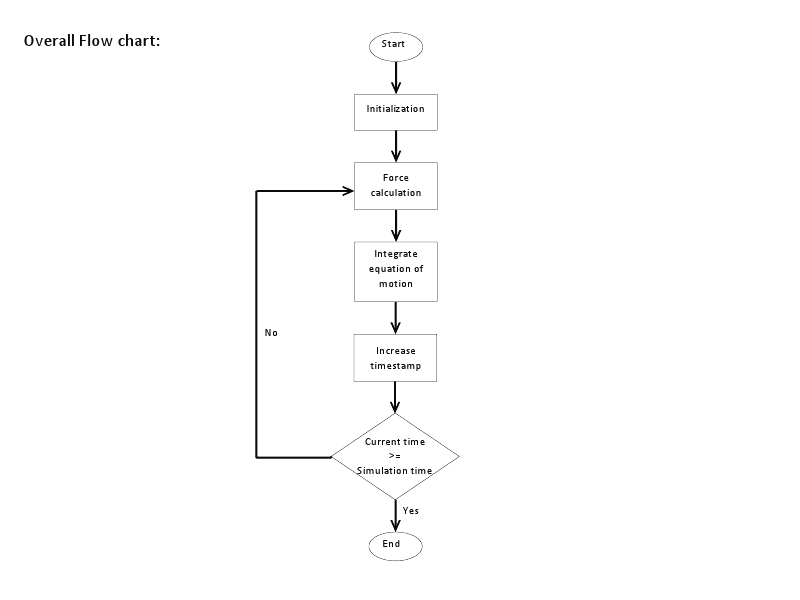 Overall Flow chart:
Start
Initialization
Force
calculation
Integrate
equation of
motion
No
Increase
timestamp
Current time
>=
Simulation time
Yes
End